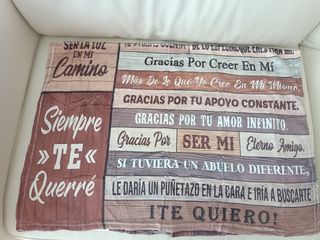 SER LA LUZ
EN MI
Camino
Siempre
»TE«
Querré
Gracias Por Creer En Mí
Más De Lo Que Yo Creo En Mí Mismo.
GRACIAS POR TU APOYO CONSTANTE.
GRACIAS POR TU AMOR INFINITO.
Gracias Por SER MI Eterno Amigo.
SI TUVIERA UN ABUELO DIFERENTE,
LE DARÍA UN PUÑETAZO EN LA CARA E IRÍA A BUSCARTE
¡TE QUIERO!